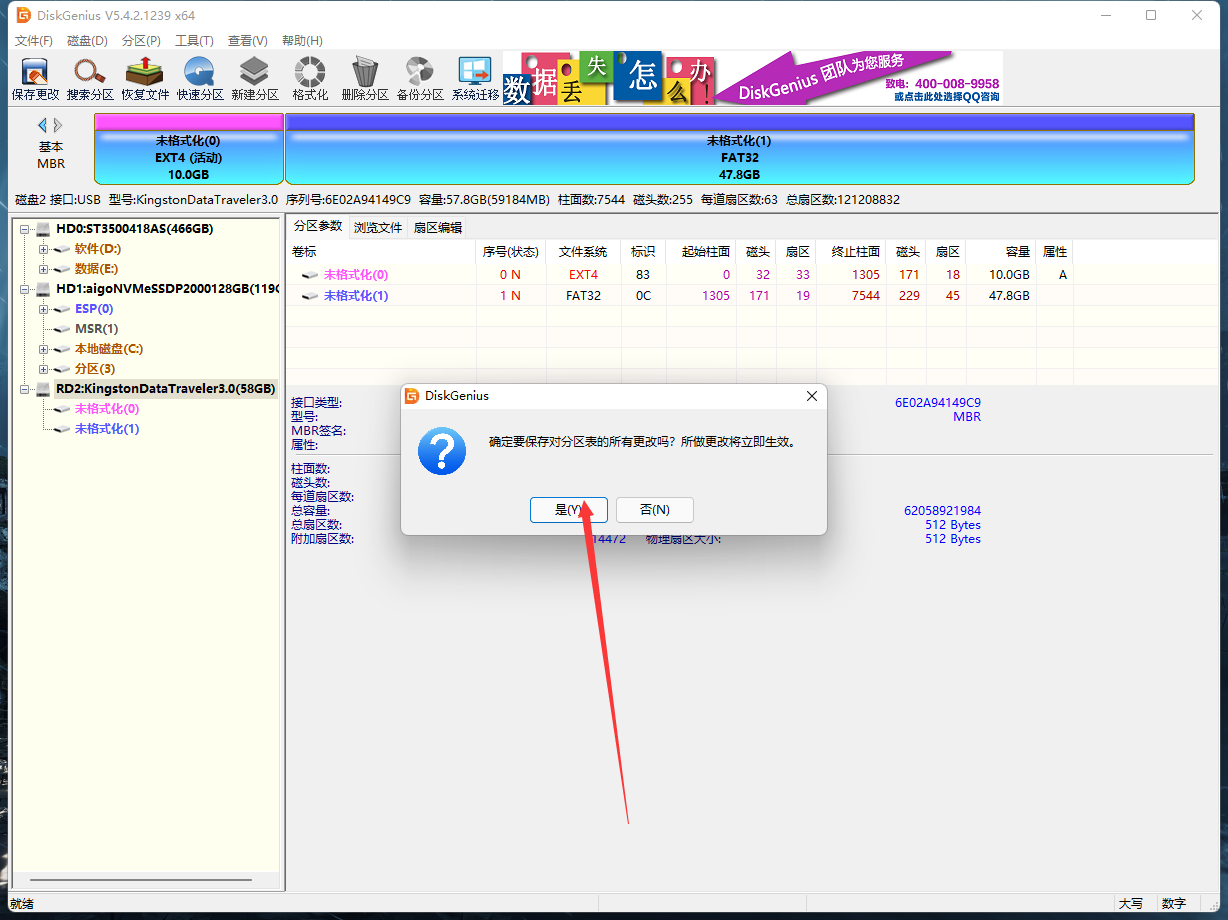 DiskGenius V5.4.2.1239 x64
文件(F) 磁盘(D) 分区(P) 工具(T) 查看(V) 帮助(H)
保存更改 搜索分区 恢复文件 快速分区 新建分区 格式化 删除分区 备份分区 系统迁移
数据丢失怎么办!
DiskGenius 团队为您服务
致电：400-008-9958
或点击此处选择QQ咨询
基本
MBR
未格式化(0)
EXT4 (活动)
10.0GB
未格式化(1)
FAT32
47.8GB
磁盘2 接口:USB 型号:KingstonDataTraveler3.0 序列号:6E02A94149C9 容量:57.8GB(59184MB) 柱面数:7544 磁头数:255 每道扇区数:63 总扇区数:121208832
HD0:ST3500418AS(466GB)
软件(D:)
数据(E:)
HD1:aigoNVMeSSDP2000128GB(119G
ESP(0)
MSR(1)
本地磁盘(C:)
分区(3)
RD2:KingstonDataTraveler3.0(58GB)
未格式化(0)
未格式化(1)
分区参数 浏览文件 扇区编辑
卷标 序号(状态) 文件系统 标识 起始柱面 磁头 扇区 终止柱面 磁头 扇区 容量 属性
未格式化(0) 0 N EXT4 83 0 32 33 1305 171 18 10.0GB A
未格式化(1) 1 N FAT32 0C 1305 171 19 7544 229 45 47.8GB
接口类型: 6E02A94149C9
型号: MBR
MBR签名:
属性:
柱面数:
磁头数:
每道扇区数:
总容量: 62058921984
总扇区数: 512 Bytes
附加扇区数: 14472 物理扇区大小: 512 Bytes
DiskGenius
确定要保存对分区表的所有更改吗？所做更改将立即生效。
是(Y) 否(N)
就绪 大写 数字